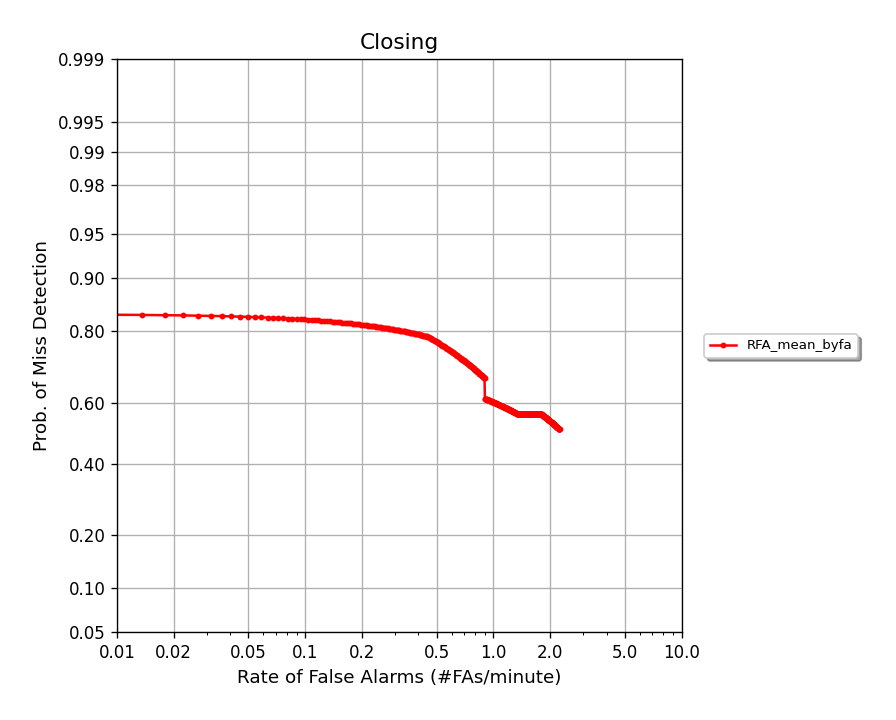 Closing
0.999
0.995
0.99
0.98
0.95
0.90
0.80
0.60
0.40
0.20
0.10
0.05
Prob. of Miss Detection
0.01 0.02 0.05 0.1 0.2 0.5 1.0 2.0 5.0 10.0
Rate of False Alarms (#FAs/minute)
RFA_mean_byfa